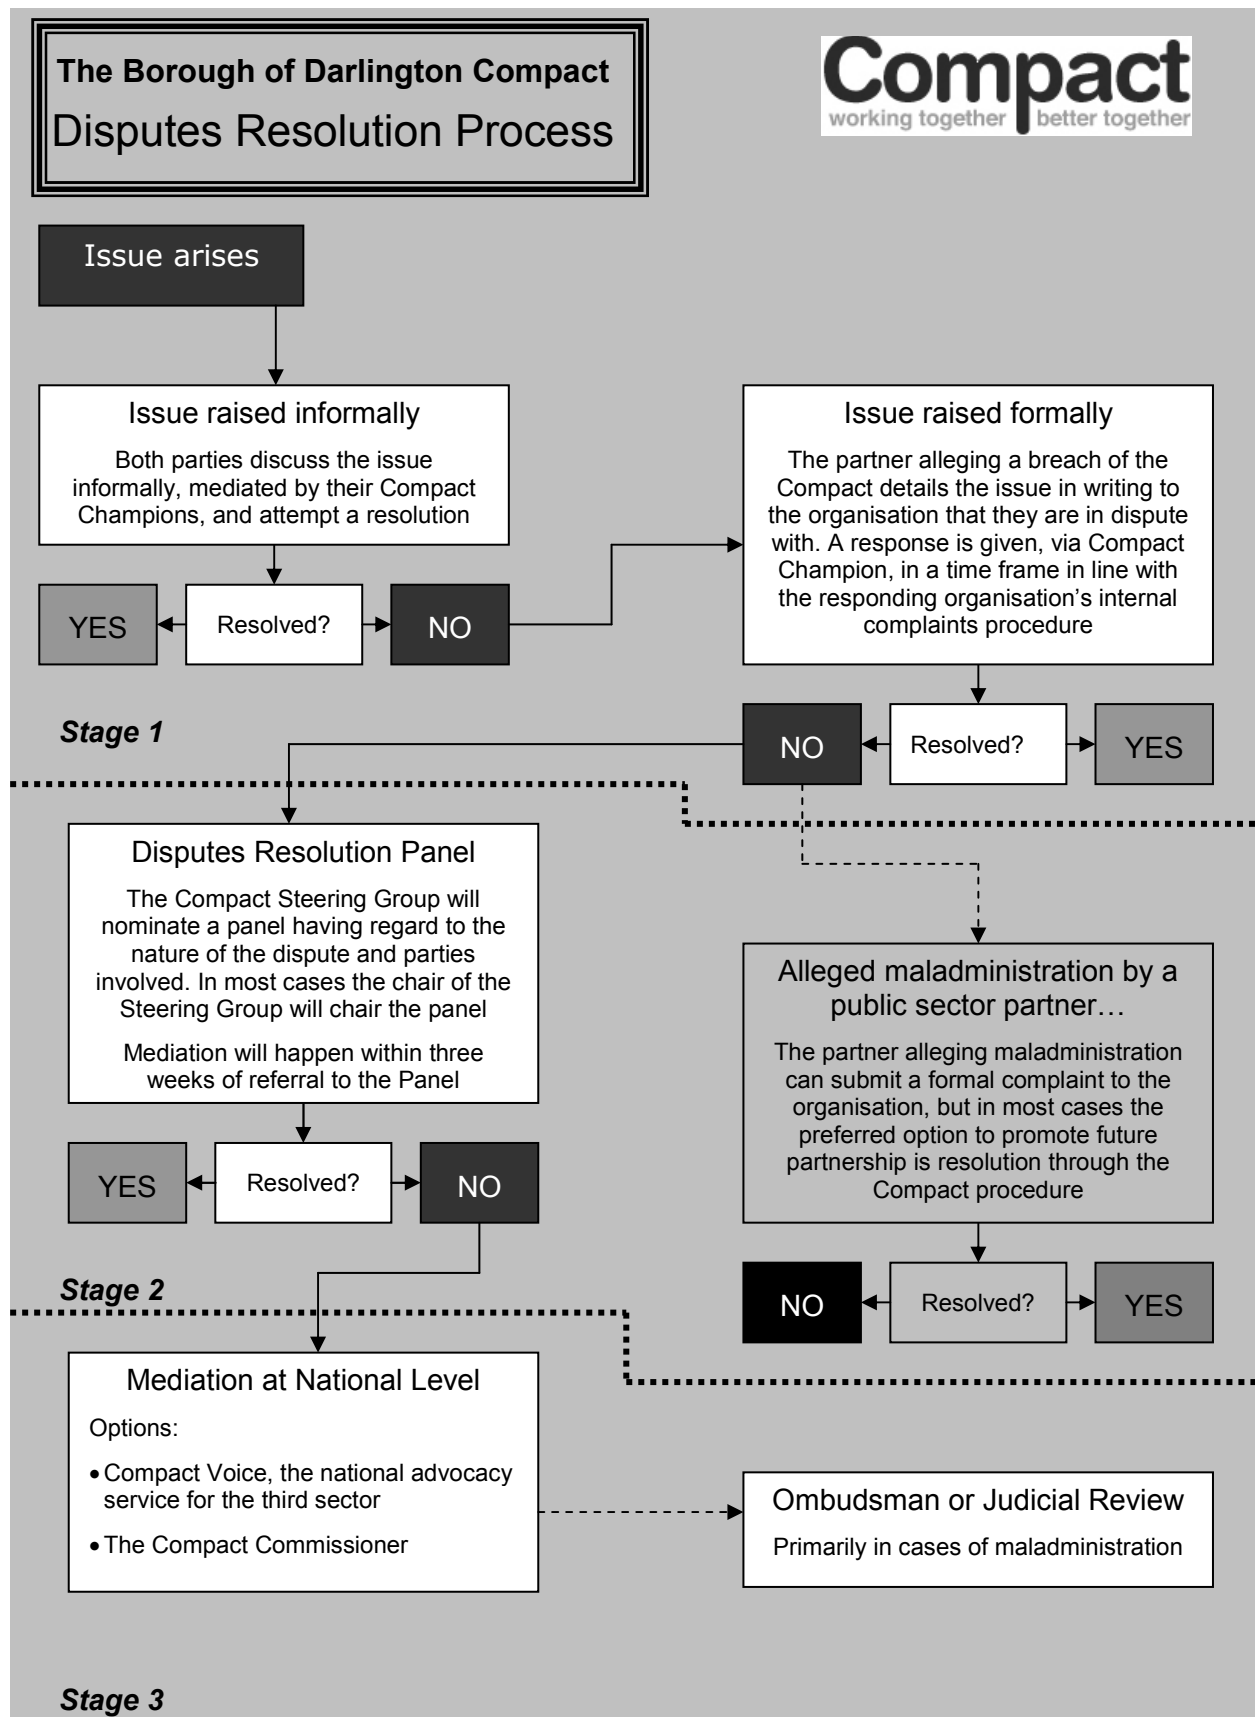 The Borough of Darlington Compact
Disputes Resolution Process
Compact
working together better together
Issue arises
Issue raised informally
Both parties discuss the issue
informally, mediated by their Compact
Champions, and attempt a resolution
YES
Resolved?
NO
Issue raised formally
The partner alleging a breach of the
Compact details the issue in writing to
the organisation that they are in dispute
with. A response is given, via Compact
Champion, in a time frame in line with
the responding organisation’s internal
complaints procedure
NO
Resolved?
YES
Stage 1
Disputes Resolution Panel
The Compact Steering Group will
nominate a panel having regard to the
nature of the dispute and parties
involved. In most cases the chair of the
Steering Group will chair the panel
Mediation will happen within three
weeks of referral to the Panel
YES
Resolved?
NO
Alleged maladministration by a
public sector partner…
The partner alleging maladministration
can submit a formal complaint to the
organisation, but in most cases the
preferred option to promote future
partnership is resolution through the
Compact procedure
NO
Resolved?
YES
Stage 2
Mediation at National Level
Options:
• Compact Voice, the national advocacy
service for the third sector
• The Compact Commissioner
Ombudsman or Judicial Review
Primarily in cases of maladministration
Stage 3